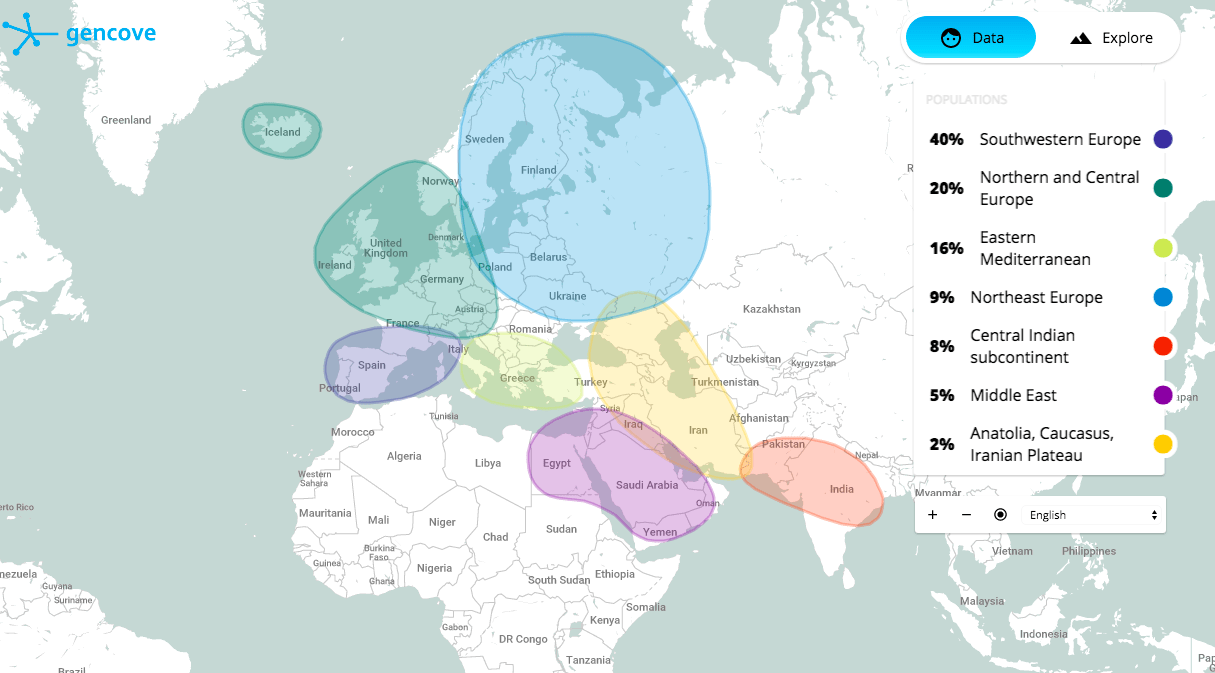 gencove
Data
Explore
POPULATIONS
40% Southwestern Europe
20% Northern and Central
Europe
16% Eastern
Mediterranean
9% Northeast Europe
8% Central Indian
subcontinent
5% Middle East
2% Anatolia, Caucasus,
Iranian Plateau
+ −
English
Greenland
Iceland
Sweden
Finland
Norway
United
Kingdom
Denmark
Ireland
Poland
Belarus
Germany
Ukraine
Austria
France
Romania
Kazakhstan
Italy
Spain
Portugal
Greece
Turkey
Uzbekistan
Kyrgyzstan
Turkmenistan
Syria
Tunisia
Iraq
Iran
Afghanistan
Morocco
Pakistan
Algeria
Libya
Egypt
Nepal
Western
Sahara
Saudi Arabia
India
Myanmar
Oman
erto Rico
Mauritania
Mali
Niger
Chad
Sudan
Yemen
Burkina
Faso
Guinea
Ghana
Nigeria
South Sudan
Ethiopia
Vietnam
Philippines
nezuela
Guyana
Suriname
Somalia
Kenya
Gabon
DR Congo
Tanzania
Malaysia
Indonesia
Brazil
Pap
R
apan